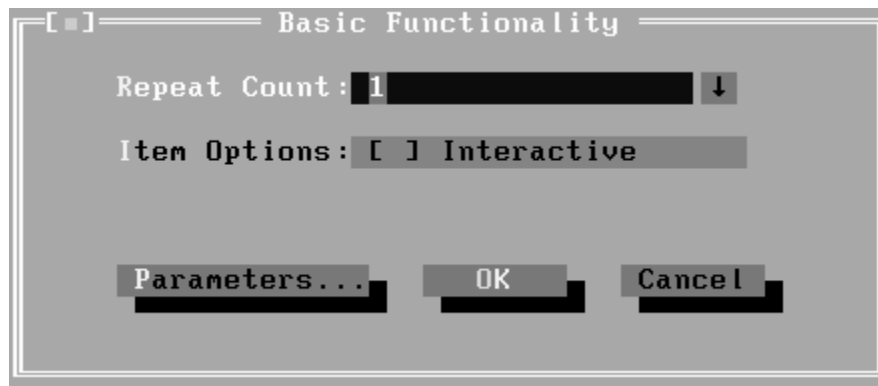 [■] Basic Functionality
Repeat Count: 1 ↓
Item Options: [ ] Interactive
Parameters... OK Cancel